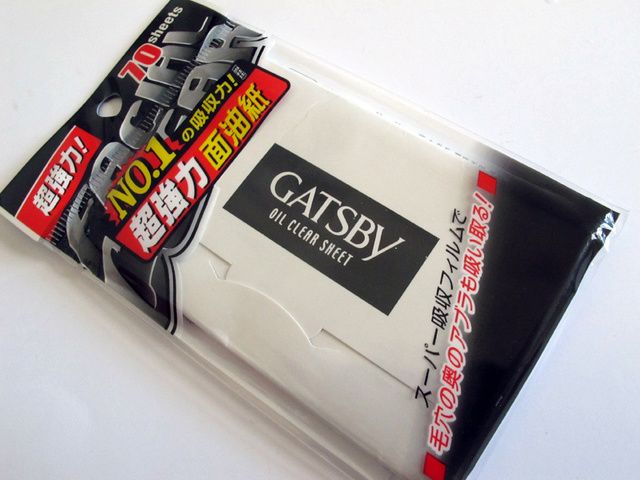 70 sheets
FACIAL
超強力!
NO.1の吸収力!
超強力 面油紙
GATSBY
OIL CLEAR SHEET
スーパー吸収フィルムで
毛穴の奥のアブラも吸い取る!